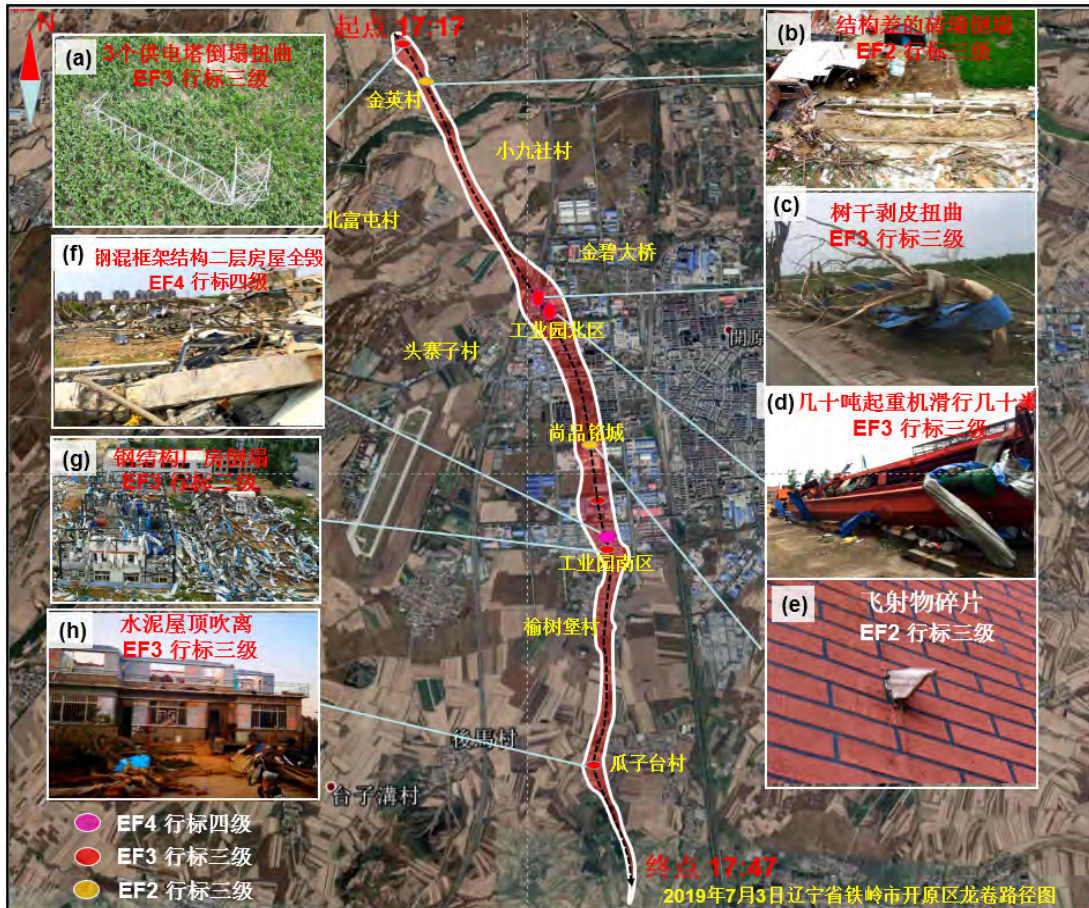 N
起点 17:17
(a)
3个供电塔倒塌扭曲
EF3 行标三级
(b)
结构差的砖墙倒塌
EF2 行标三级
金英村
小九社村
北富屯村
(c)
树干剥皮扭曲
EF3 行标三级
(f)
钢混框架结构二层房屋全毁
EF4 行标四级
金碧大桥
工业园北区
头寨子村
開原
(d)
几十吨起重机滑行几十米
EF3 行标三级
尚品铭城
(g)
钢结构厂房倒塌
EF3 行标三级
工业园南区
(e)
飞射物碎片
EF2 行标三级
(h)
水泥屋顶吹离
EF3 行标三级
榆树堡村
後馬村
瓜子台村
台子溝村
EF4 行标四级
EF3 行标三级
EF2 行标三级
终点 17:47
2019年7月3日辽宁省铁岭市开原区龙卷路径图